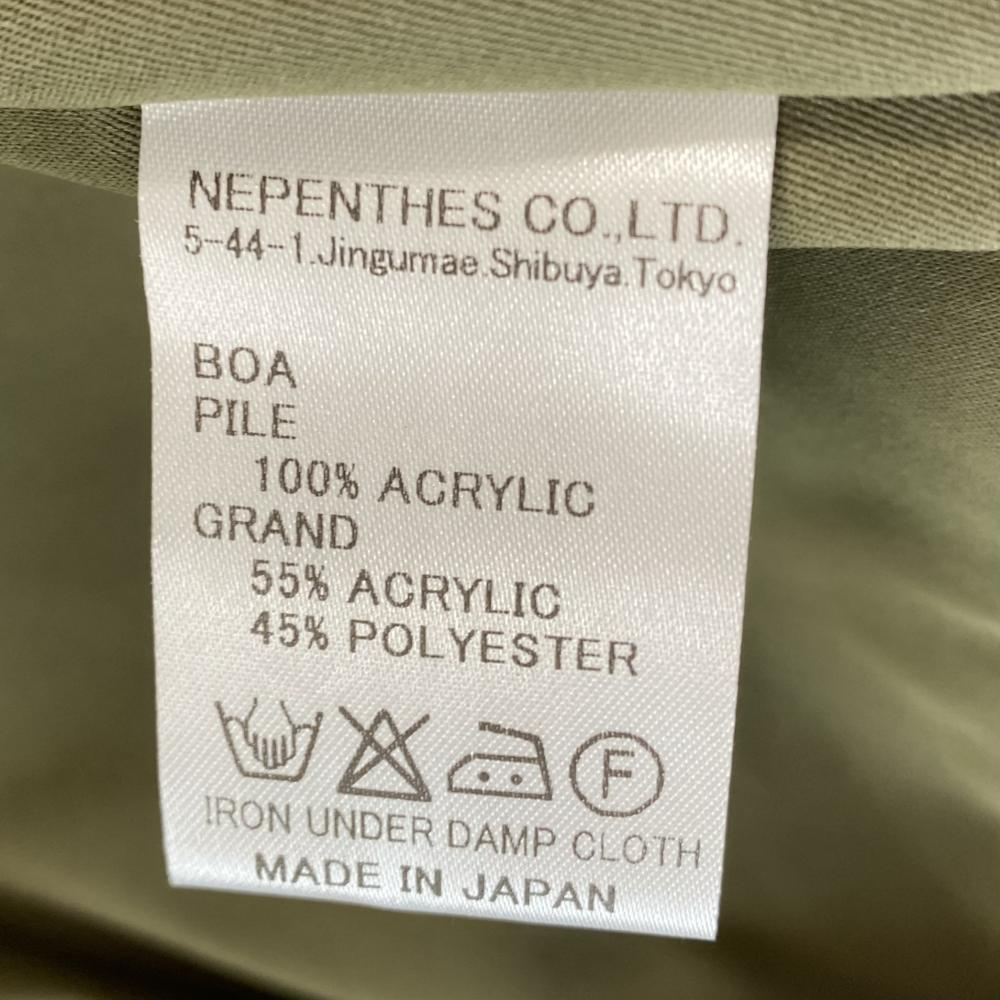 NEPENTHES CO.,LTD.
5-44-1.Jingumae.Shibuya.Tokyo
BOA
PILE
100% ACRYLIC
GRAND
55% ACRYLIC
45% POLYESTER
F
IRON UNDER DAMP CLOTH
MADE IN JAPAN